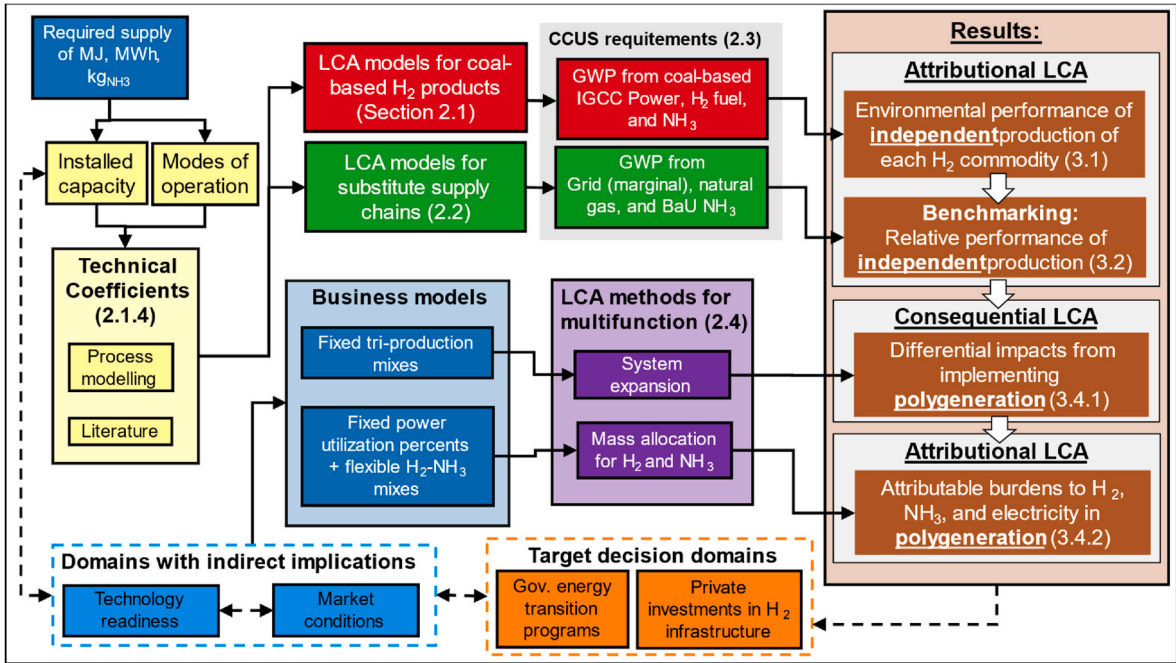 Required supply
of MJ, MWh,
kgNH3
Installed
capacity
Modes of
operation
Technical
Coefficients
(2.1.4)
Process
modelling
Literature
LCA models for coal-
based H2 products
(Section 2.1)
LCA models for
substitute supply
chains (2.2)
CCUS requitements (2.3)
GWP from coal-based
IGCC Power, H2 fuel,
and NH3
GWP from
Grid (marginal), natural
gas, and BaU NH3
Business models
Fixed tri-production
mixes
Fixed power
utilization percents
+ flexible H2-NH3
mixes
LCA methods for
multifunction (2.4)
System
expansion
Mass allocation
for H2 and NH3
Results:
Attributional LCA
Environmental performance of
independentproduction of
each H2 commodity (3.1)
Benchmarking:
Relative performance of
independentproduction (3.2)
Consequential LCA
Differential impacts from
implementing
polygeneration (3.4.1)
Attributional LCA
Attributable burdens to H2,
NH3, and electricity in
polygeneration (3.4.2)
Domains with indirect implications
Technology
readiness
Market
conditions
Target decision domains
Gov. energy
transition
programs
Private
investments in H2
infrastructure